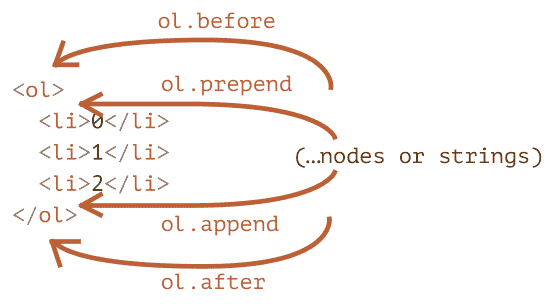 ol.before
<ol>
ol.prepend
<li>0</li>
<li>1</li>
(…nodes or strings)
<li>2</li>
</ol>
ol.append
ol.after